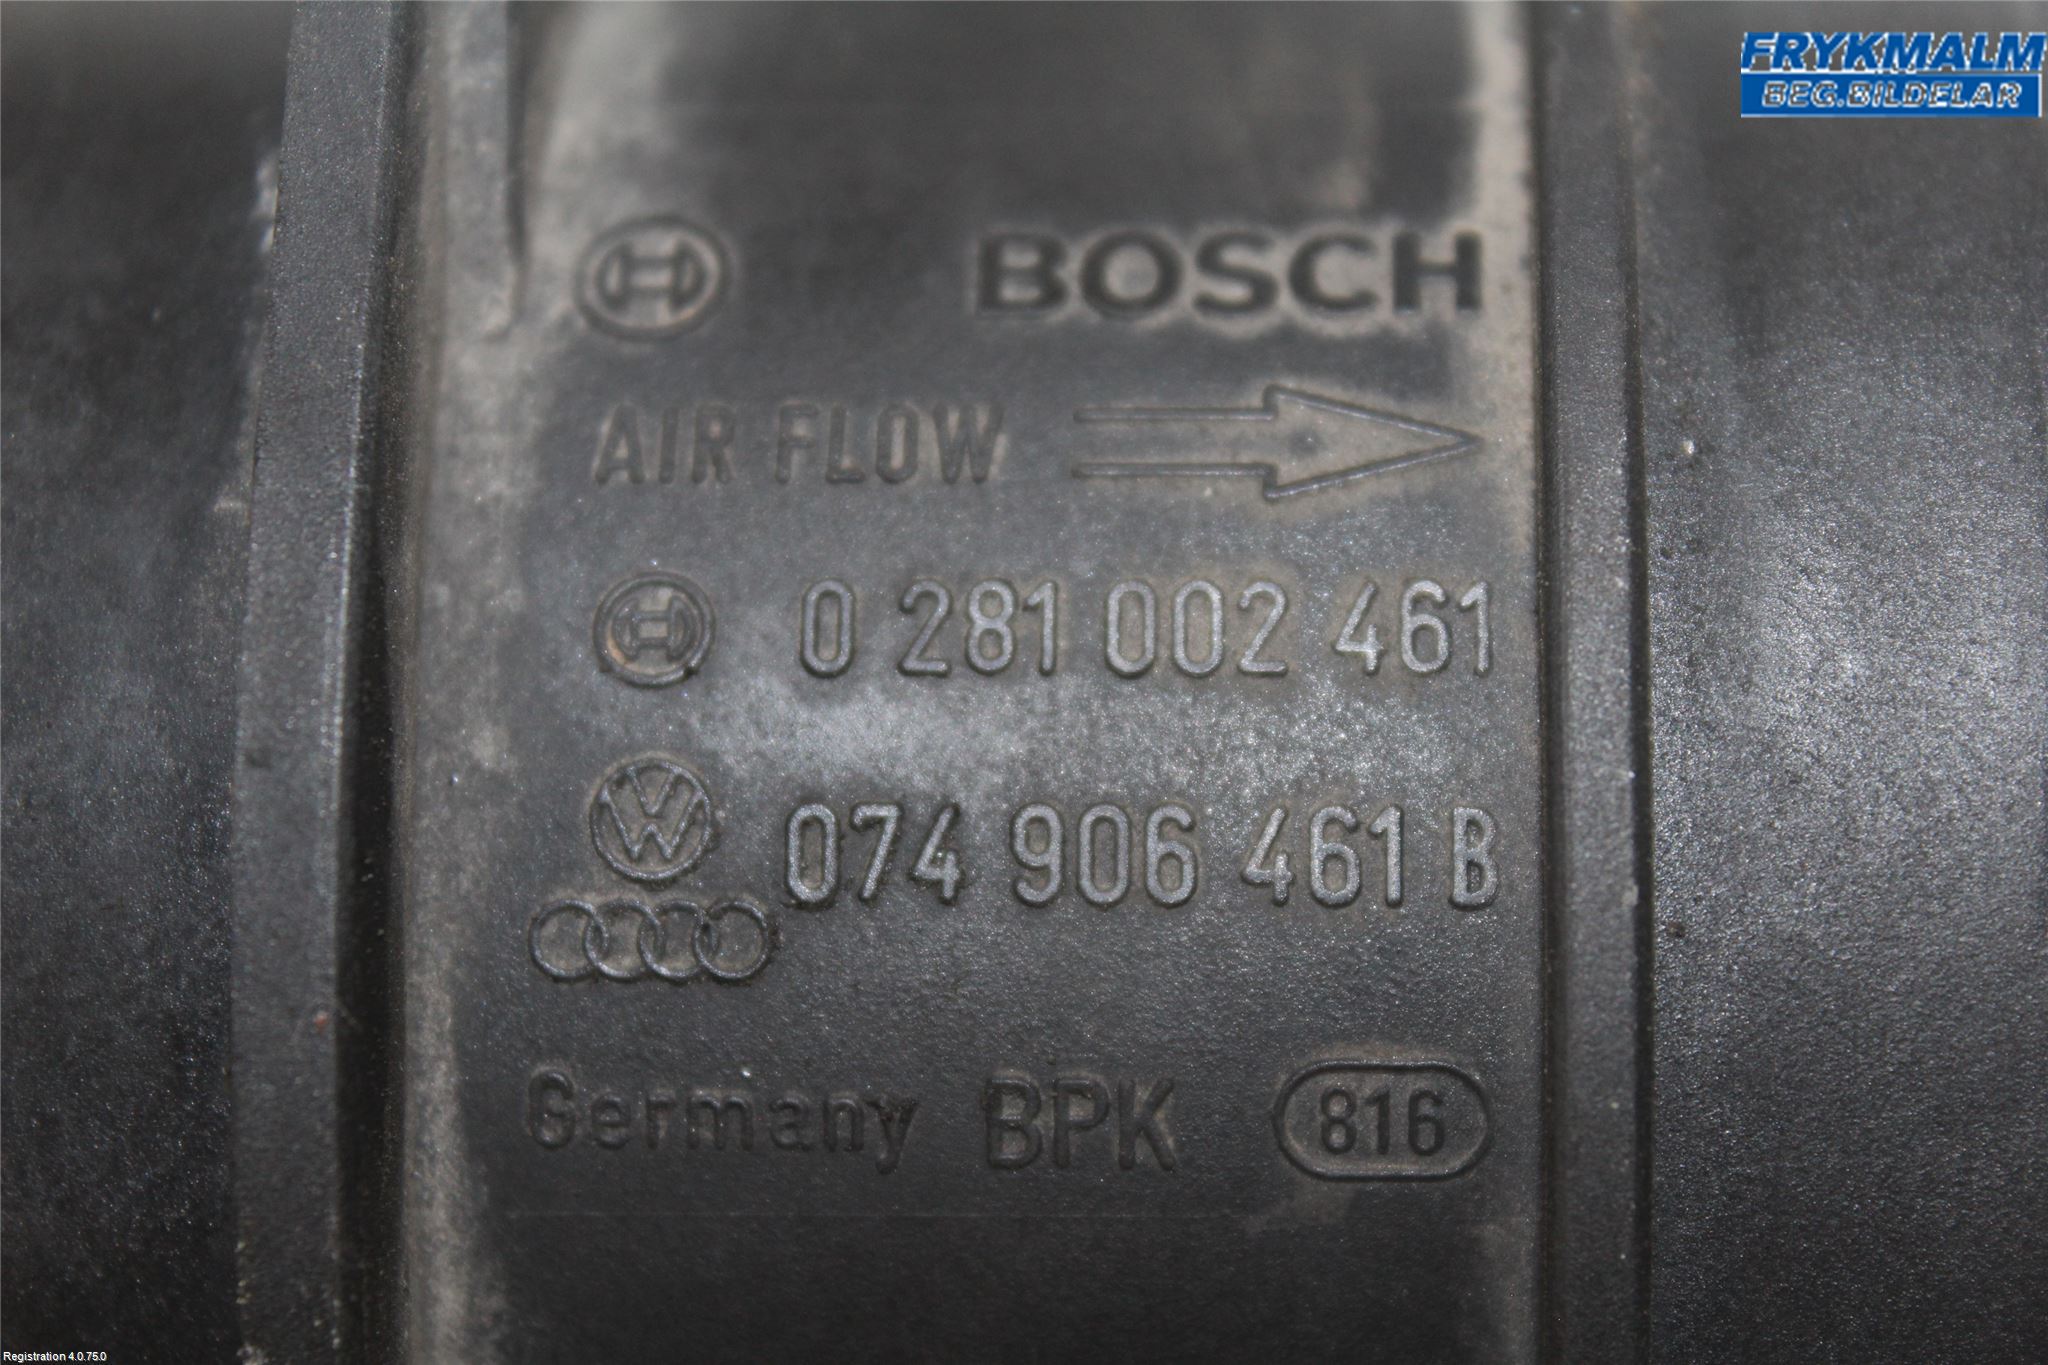 FRYKMALM
BEG.BILDELAR
BOSCH
AIR FLOW
0 281 002 461
074 906 461 B
Germany BPK 816
Registration 4.0.75.0